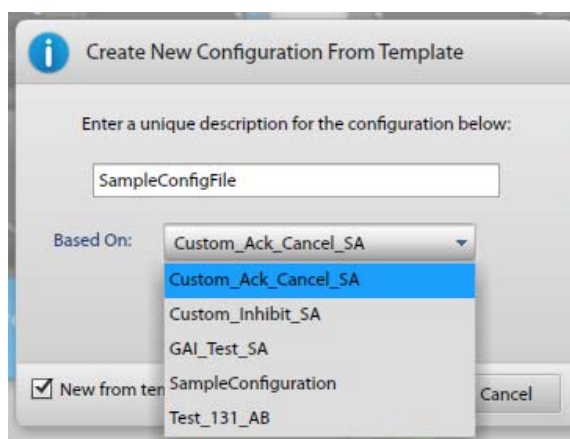 Create New Configuration From Template
Enter a unique description for the configuration below:
SampleConfigFile
Based On: Custom_Ack_Cancel_SA
Custom_Ack_Cancel_SA
Custom_Inhibit_SA
GAI_Test_SA
SampleConfiguration
Test_131_AB
New from Cancel